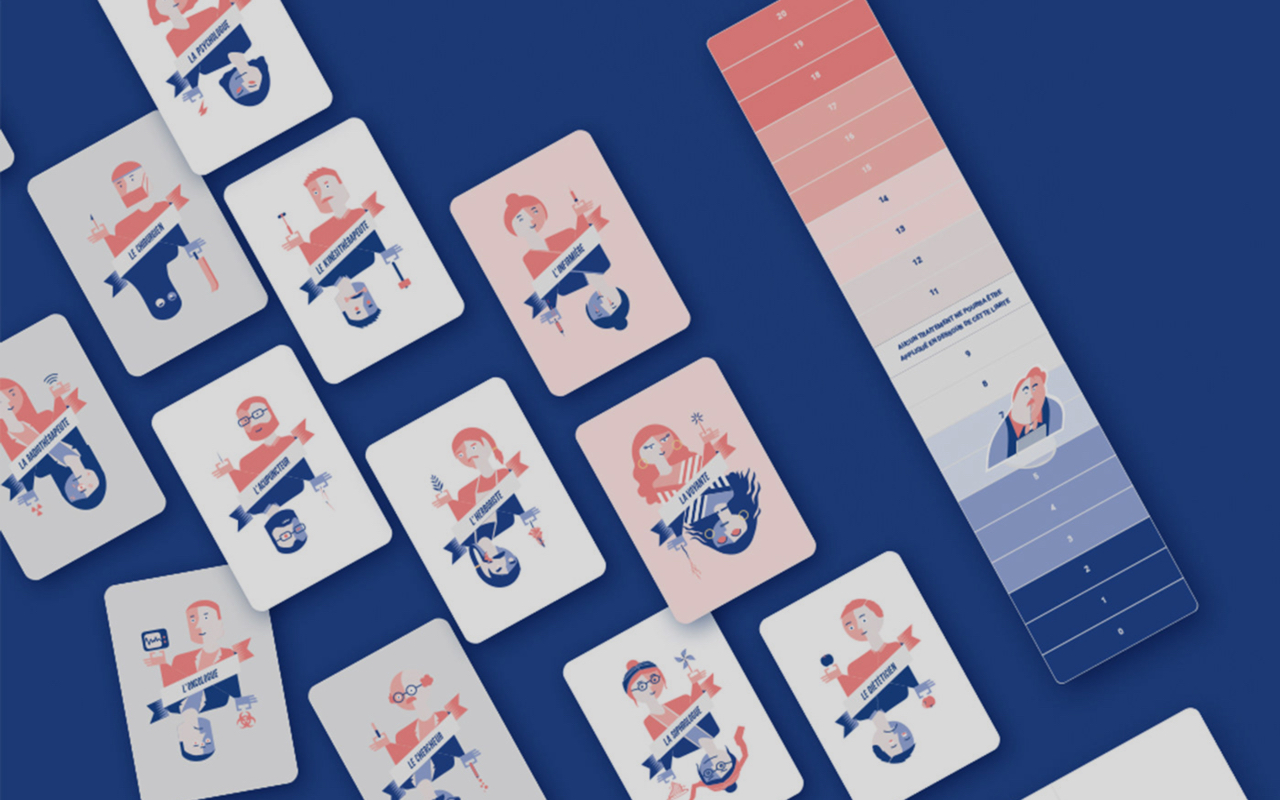 LA PSYCHOLOGUE
LE CHIRURGIEN
LE KINÉSITHÉRAPEUTE
L'INFIRMIÈRE
LA RADIOTHÉRAPEUTE
L'ACUPUNCTEUR
L'HERBORISTE
LA VOYANTE
L'ONCOLOGUE
LE CHERCHEUR
LA SOPHROLOGUE
LE DIÉTÉTICIEN
20
19
18
17
16
15
14
13
12
11
AUCUN TRAITEMENT NE POURRA ÊTRE
APPLIQUÉ EN DESSOUS DE CETTE LIMITE
9
8
7
5
4
3
2
1
0